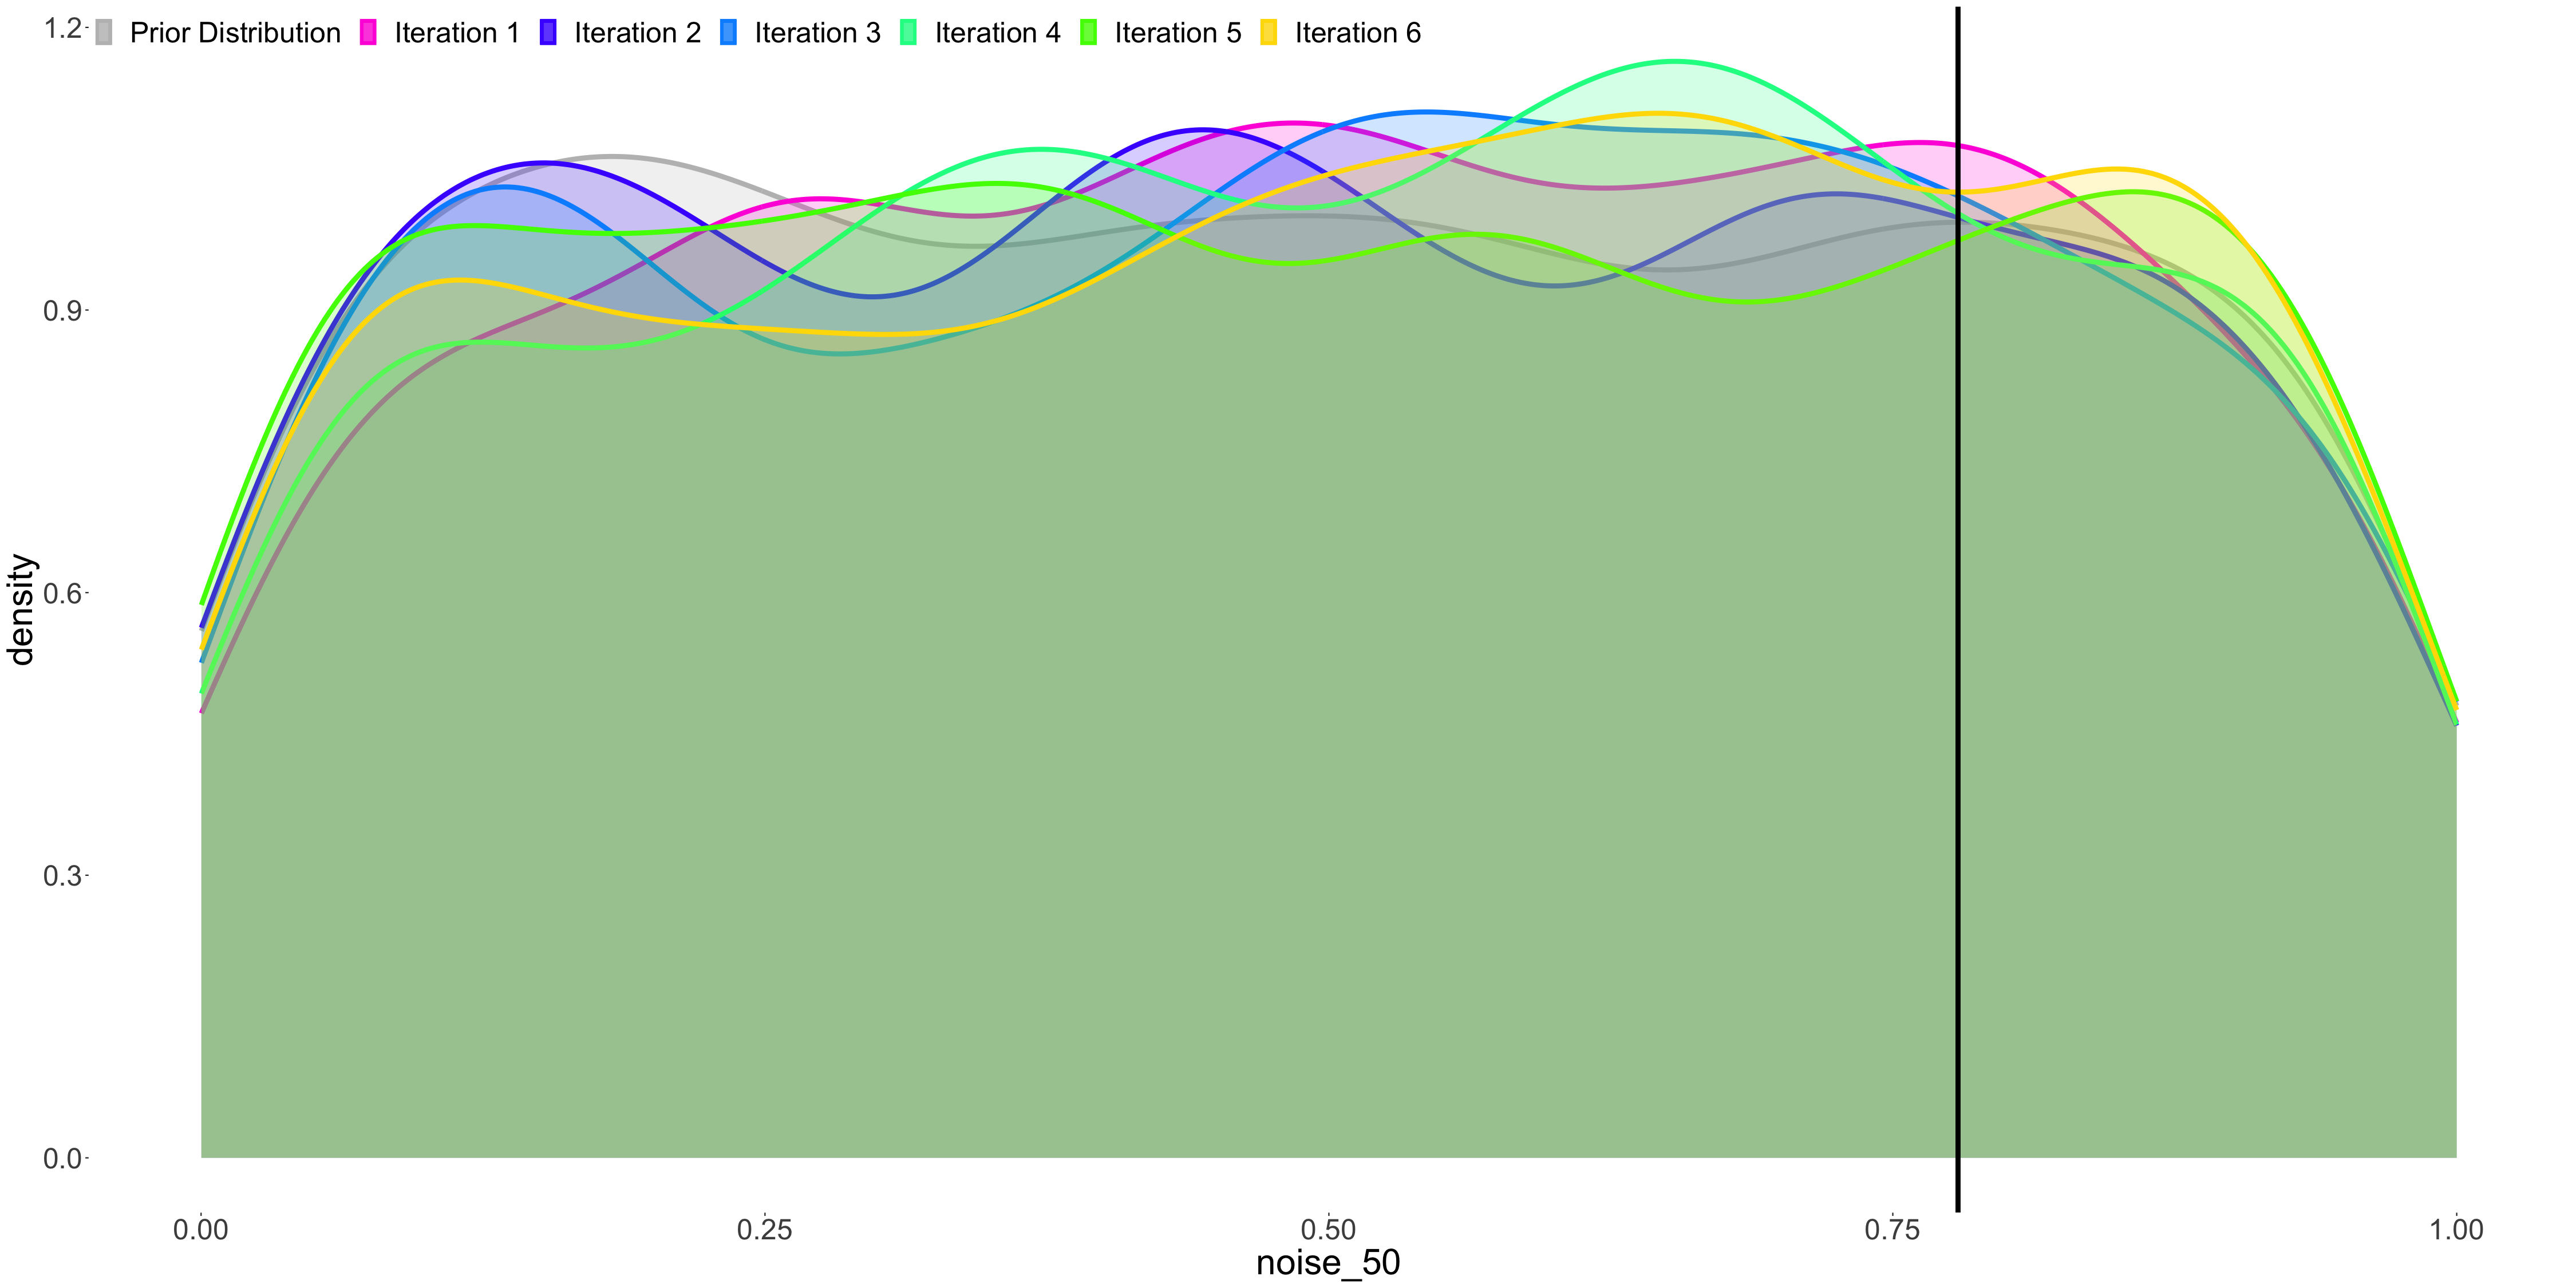 Prior Distribution Iteration 1 Iteration 2 Iteration 3 Iteration 4 Iteration 5 Iteration 6
1.2
0.9
0.6
0.3
0.0
density
0.00 0.25 0.50 0.75 1.00
noise_50